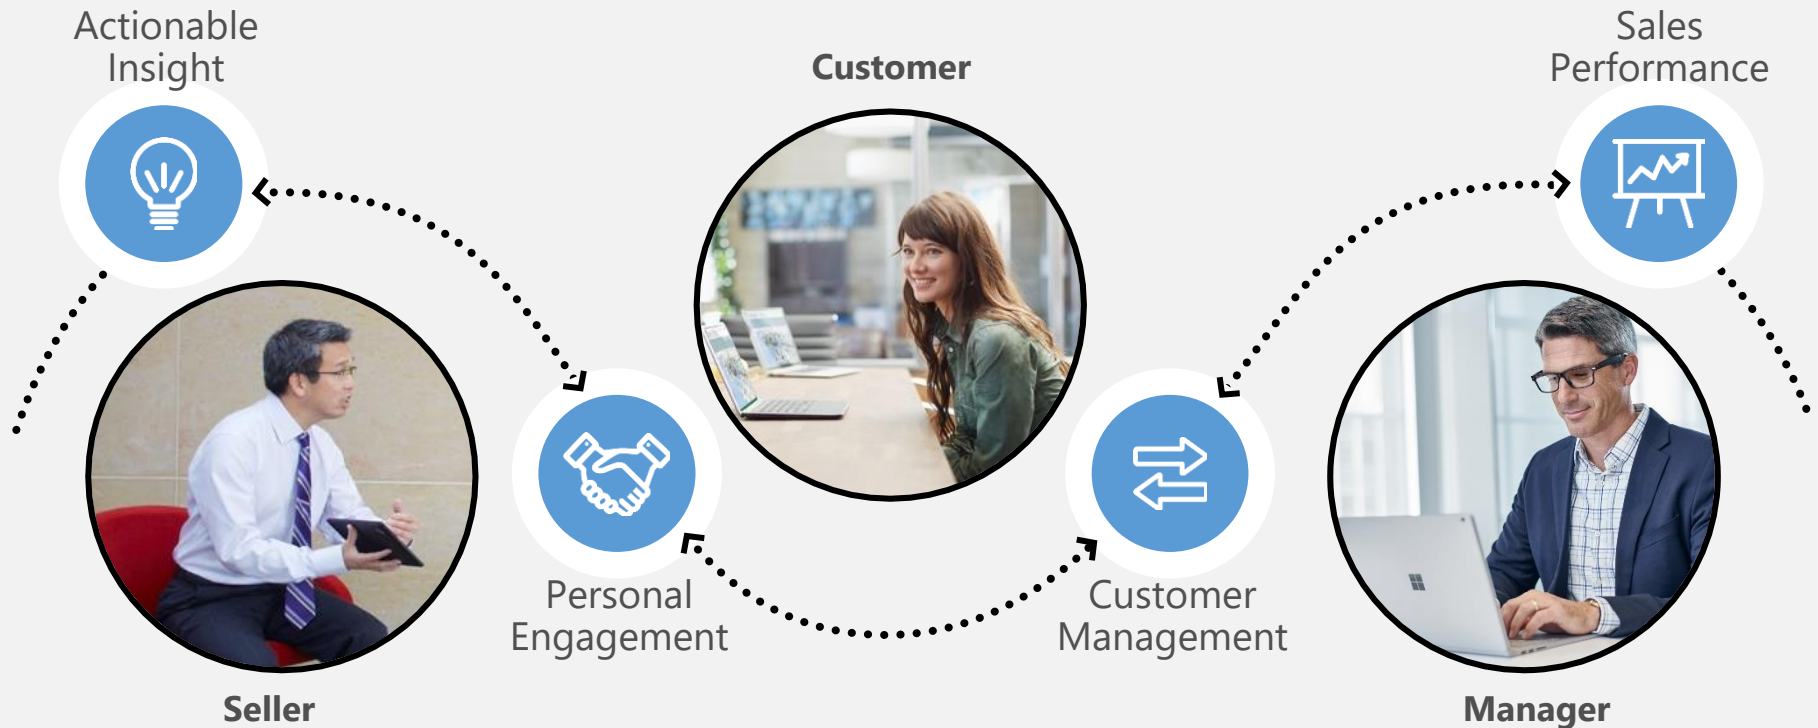 Actionable
Insight
Customer
Sales
Performance
Personal
Engagement
Customer
Management
Seller
Manager